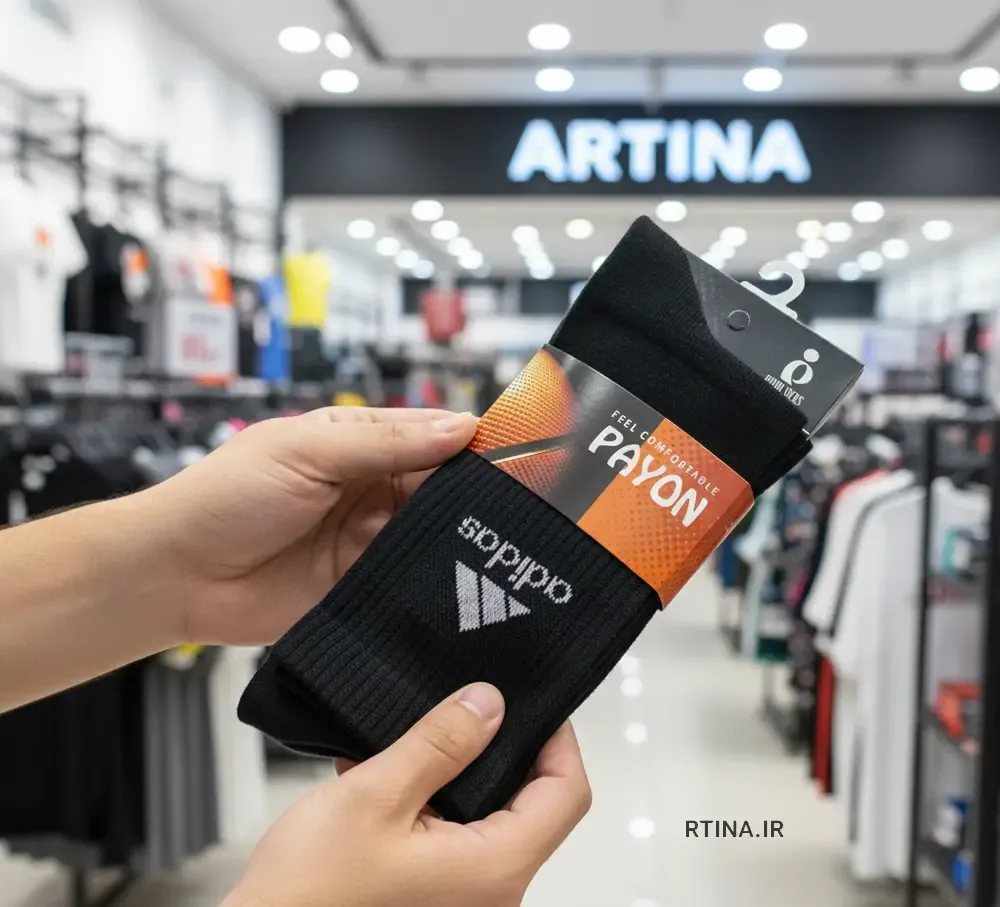 ARTINA
FEEL COMFORTABLE
PAYON
adidas
RTINA.IR